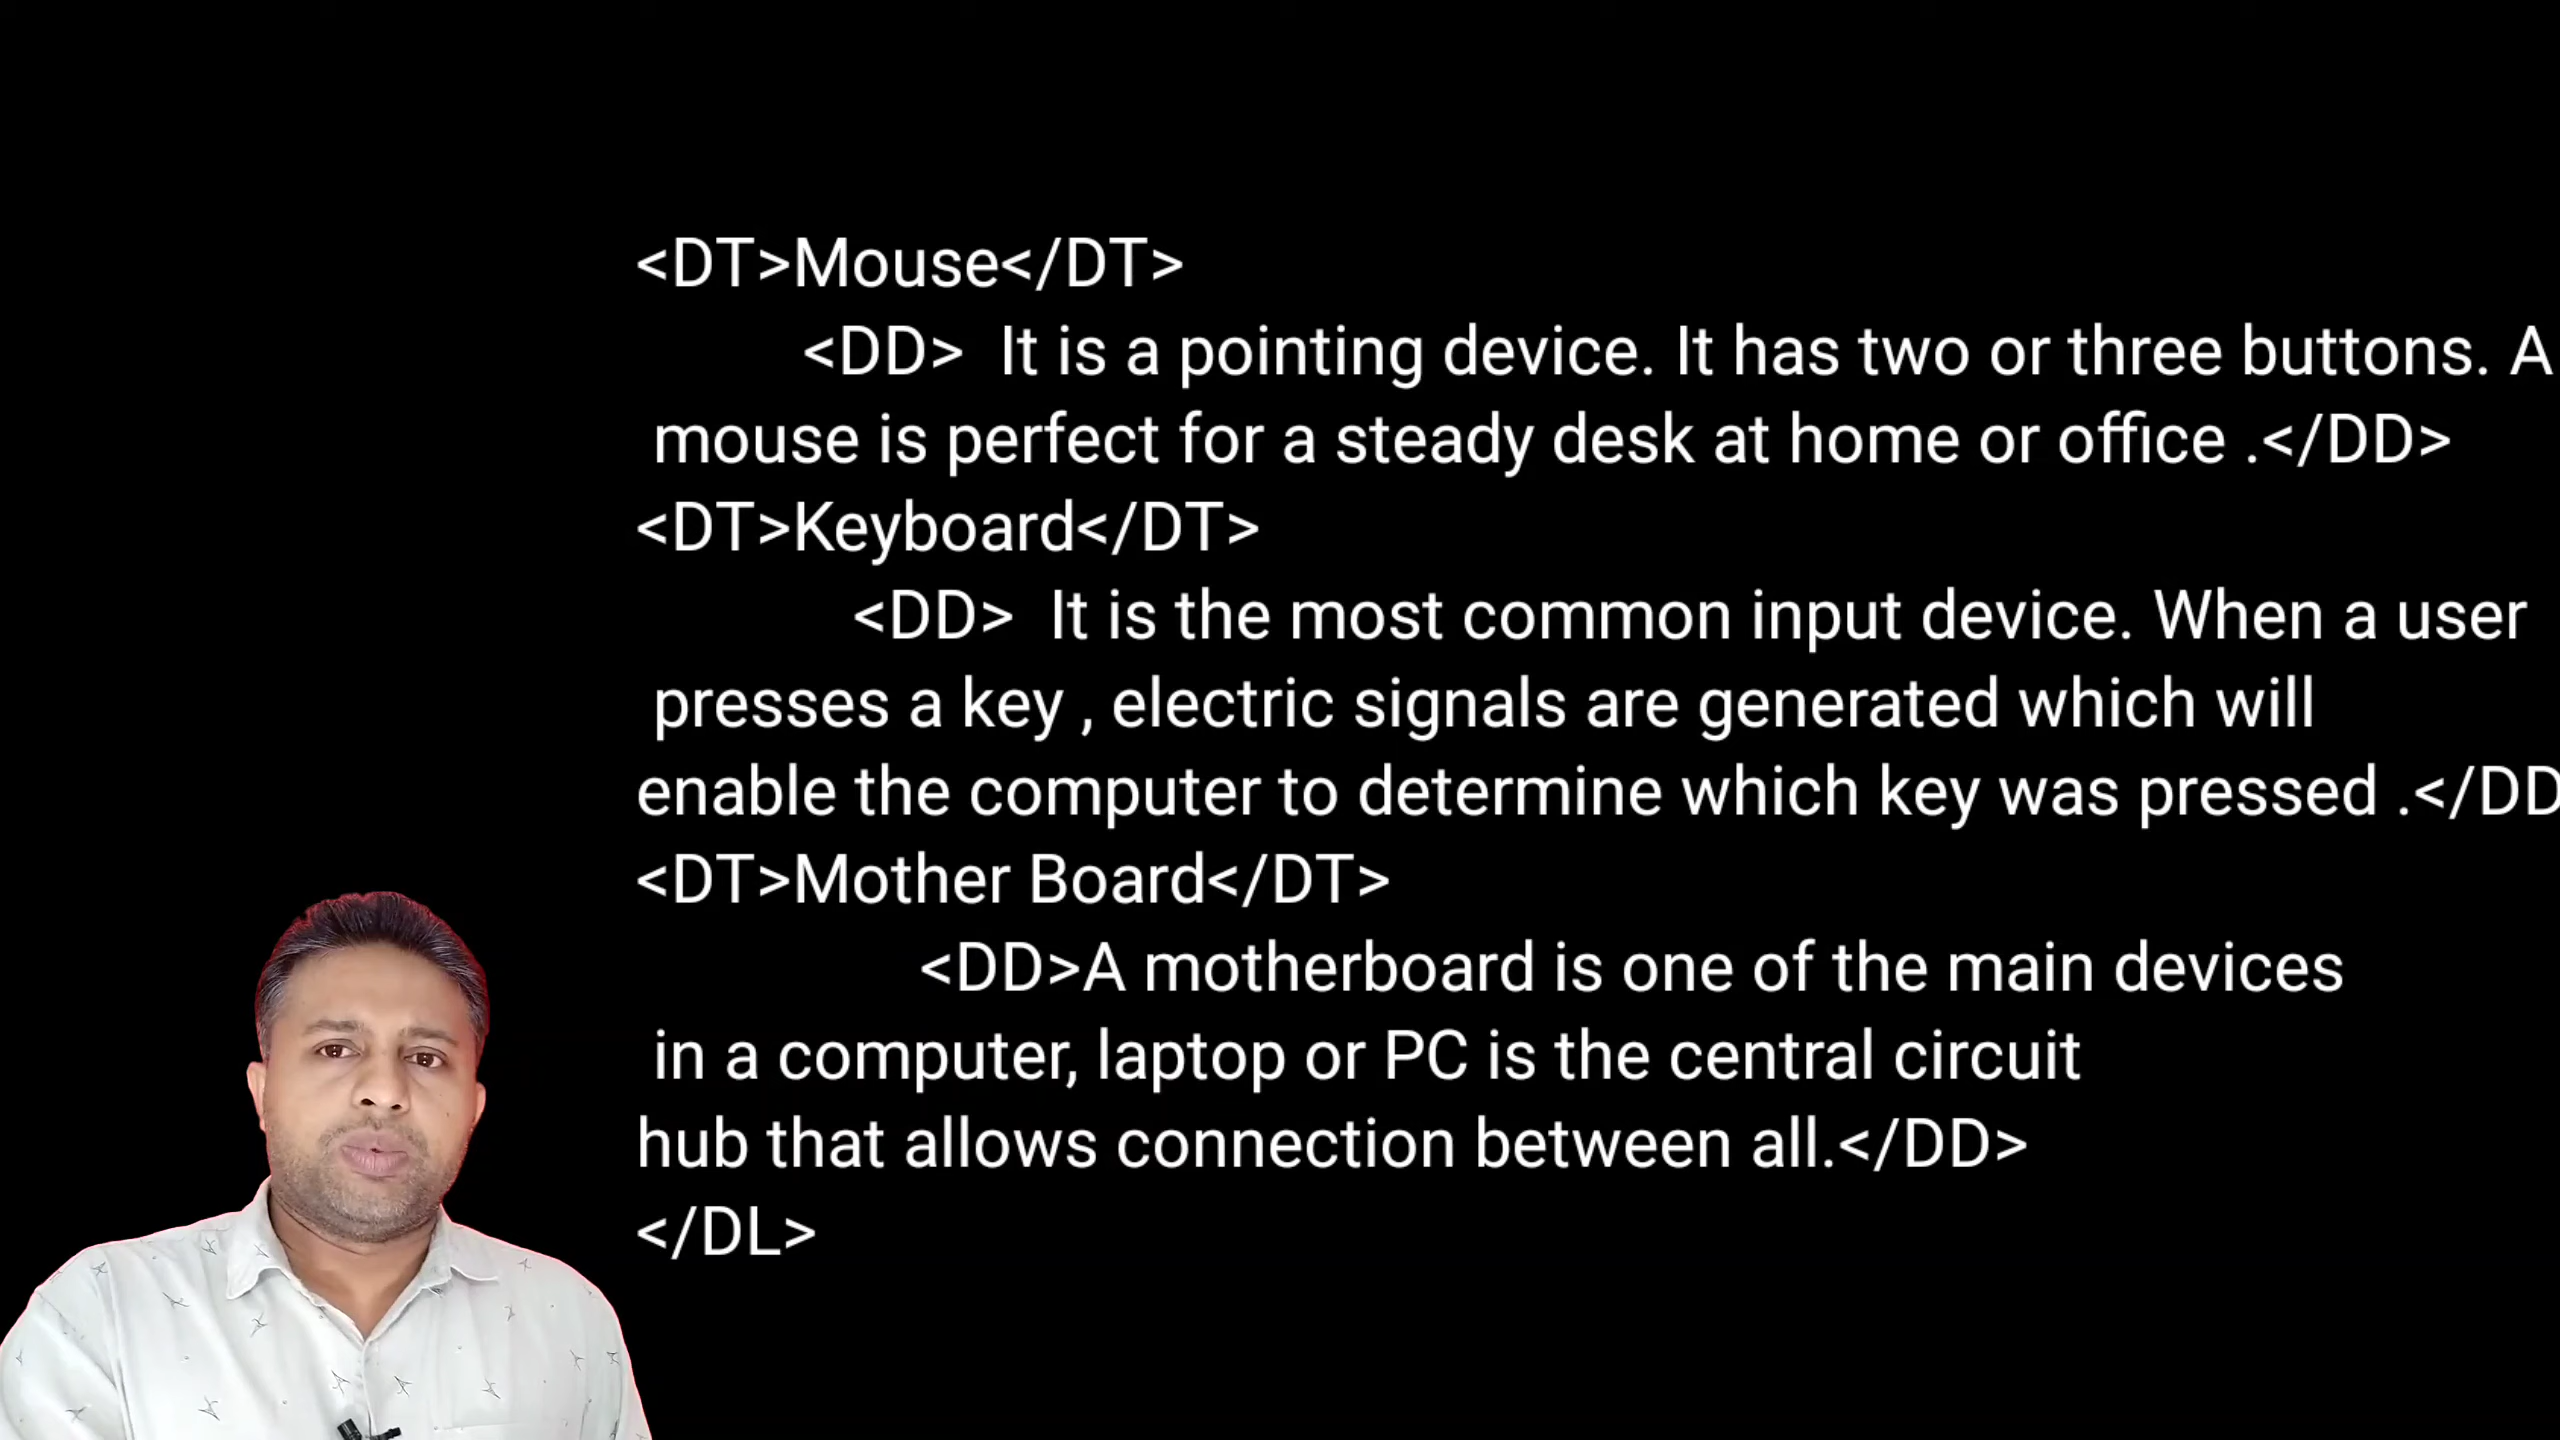 <DT>Mouse</DT>
<DD> It is a pointing device. It has two or three buttons. A
mouse is perfect for a steady desk at home or office .</DD>
<DT>Keyboard</DT>
<DD> It is the most common input device. When a user
presses a key , electric signals are generated which will
enable the computer to determine which key was pressed .</DD
<DT>Mother Board</DT>
<DD>A motherboard is one of the main devices
in a computer, laptop or PC is the central circuit
hub that allows connection between all.</DD>
</DL>